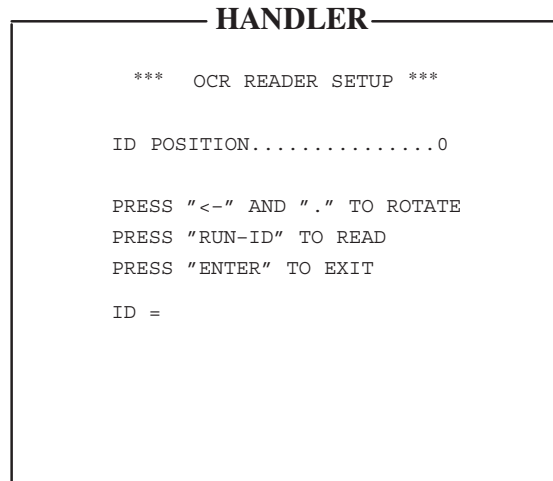 HANDLER
*** OCR READER SETUP ***
ID POSITION...............0
PRESS "<-" AND "." TO ROTATE
PRESS "RUN-ID" TO READ
PRESS "ENTER" TO EXIT
ID =